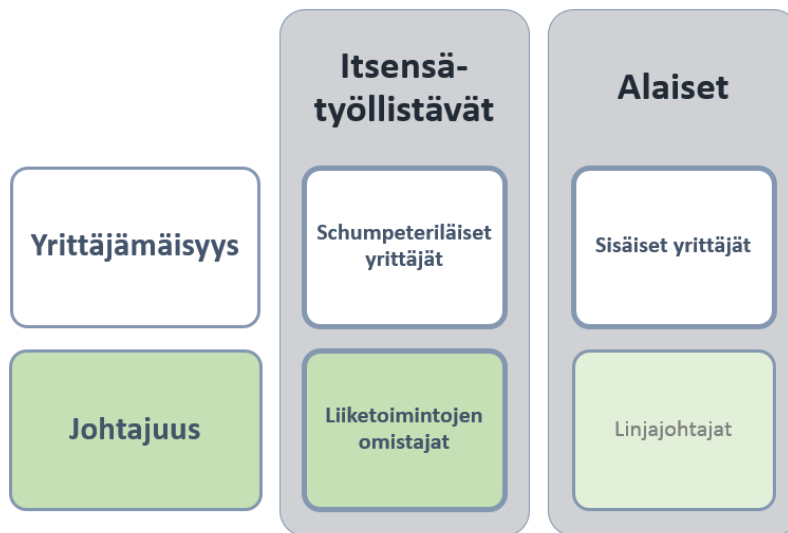 Itsensä-
työllistävät
Alaiset
Yrittäjämäisyys
Schumpeteriläiset
yrittäjät
Sisäiset yrittäjät
Johtajuus
Liiketoimintojen
omistajat
Linjajohtajat